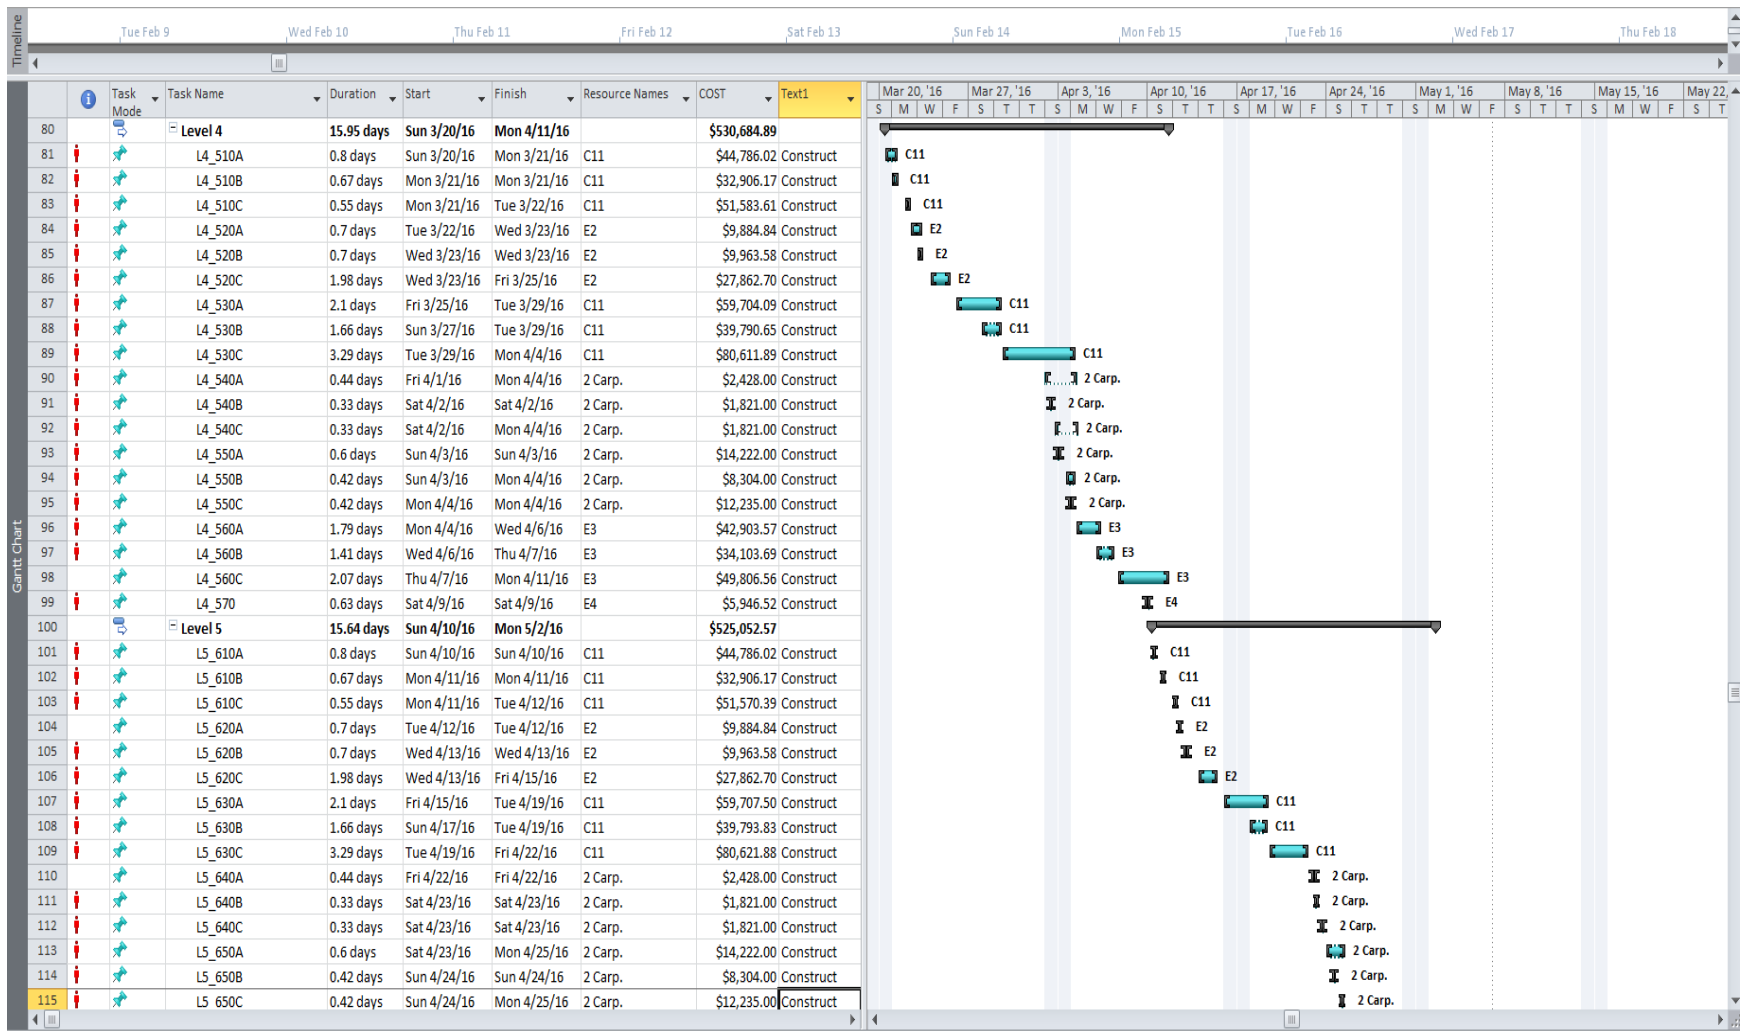 Timeline
Tue Feb 9 Wed Feb 10 Thu Feb 11 Fri Feb 12 Sat Feb 13 Sun Feb 14 Mon Feb 15 Tue Feb 16 Wed Feb 17 Thu Feb 18
Gantt Chart
Task Mode Task Name Duration Start Finish Resource Names COST Text1
Mar 20, '16 Mar 27, '16 Apr 3, '16 Apr 10, '16 Apr 17, '16 Apr 24, '16 May 1, '16 May 8, '16 May 15, '16 May 22,
S M W F S T T S M W F S T T S M W F S T T S M W F S T T S M W F S T
80 Level 4 15.95 days Sun 3/20/16 Mon 4/11/16 $530,684.89
81 L4_510A 0.8 days Sun 3/20/16 Mon 3/21/16 C11 $44,786.02 Construct C11
82 L4_510B 0.67 days Mon 3/21/16 Mon 3/21/16 C11 $32,906.17 Construct C11
83 L4_510C 0.55 days Mon 3/21/16 Tue 3/22/16 C11 $51,583.61 Construct C11
84 L4_520A 0.7 days Tue 3/22/16 Wed 3/23/16 E2 $9,884.84 Construct E2
85 L4_520B 0.7 days Wed 3/23/16 Wed 3/23/16 E2 $9,963.58 Construct E2
86 L4_520C 1.98 days Wed 3/23/16 Fri 3/25/16 E2 $27,862.70 Construct E2
87 L4_530A 2.1 days Fri 3/25/16 Tue 3/29/16 C11 $59,704.09 Construct C11
88 L4_530B 1.66 days Sun 3/27/16 Tue 3/29/16 C11 $39,790.65 Construct C11
89 L4_530C 3.29 days Tue 3/29/16 Mon 4/4/16 C11 $80,611.89 Construct C11
90 L4_540A 0.44 days Fri 4/1/16 Mon 4/4/16 2 Carp. $2,428.00 Construct 2 Carp.
91 L4_540B 0.33 days Sat 4/2/16 Sat 4/2/16 2 Carp. $1,821.00 Construct 2 Carp.
92 L4_540C 0.33 days Sat 4/2/16 Mon 4/4/16 2 Carp. $1,821.00 Construct 2 Carp.
93 L4_550A 0.6 days Sun 4/3/16 Sun 4/3/16 2 Carp. $14,222.00 Construct 2 Carp.
94 L4_550B 0.42 days Sun 4/3/16 Mon 4/4/16 2 Carp. $8,304.00 Construct 2 Carp.
95 L4_550C 0.42 days Mon 4/4/16 Mon 4/4/16 2 Carp. $12,235.00 Construct 2 Carp.
96 L4_560A 1.79 days Mon 4/4/16 Wed 4/6/16 E3 $42,903.57 Construct E3
97 L4_560B 1.41 days Wed 4/6/16 Thu 4/7/16 E3 $34,103.69 Construct E3
98 L4_560C 2.07 days Thu 4/7/16 Mon 4/11/16 E3 $49,806.56 Construct E3
99 L4_570 0.63 days Sat 4/9/16 Sat 4/9/16 E4 $5,946.52 Construct E4
100 Level 5 15.64 days Sun 4/10/16 Mon 5/2/16 $525,052.57
101 L5_610A 0.8 days Sun 4/10/16 Sun 4/10/16 C11 $44,786.02 Construct C11
102 L5_610B 0.67 days Mon 4/11/16 Mon 4/11/16 C11 $32,906.17 Construct C11
103 L5_610C 0.55 days Mon 4/11/16 Tue 4/12/16 C11 $51,570.39 Construct C11
104 L5_620A 0.7 days Tue 4/12/16 Tue 4/12/16 E2 $9,884.84 Construct E2
105 L5_620B 0.7 days Wed 4/13/16 Wed 4/13/16 E2 $9,963.58 Construct E2
106 L5_620C 1.98 days Wed 4/13/16 Fri 4/15/16 E2 $27,862.70 Construct E2
107 L5_630A 2.1 days Fri 4/15/16 Tue 4/19/16 C11 $59,707.50 Construct C11
108 L5_630B 1.66 days Sun 4/17/16 Tue 4/19/16 C11 $39,793.83 Construct C11
109 L5_630C 3.29 days Tue 4/19/16 Fri 4/22/16 C11 $80,621.88 Construct C11
110 L5_640A 0.44 days Fri 4/22/16 Fri 4/22/16 2 Carp. $2,428.00 Construct 2 Carp.
111 L5_640B 0.33 days Sat 4/23/16 Sat 4/23/16 2 Carp. $1,821.00 Construct 2 Carp.
112 L5_640C 0.33 days Sat 4/23/16 Sat 4/23/16 2 Carp. $1,821.00 Construct 2 Carp.
113 L5_650A 0.6 days Sat 4/23/16 Mon 4/25/16 2 Carp. $14,222.00 Construct 2 Carp.
114 L5_650B 0.42 days Sun 4/24/16 Sun 4/24/16 2 Carp. $8,304.00 Construct 2 Carp.
115 L5 650C 0.42 days Sun 4/24/16 Mon 4/25/16 2 Carp. $12,235.00 Construct 2 Carp.